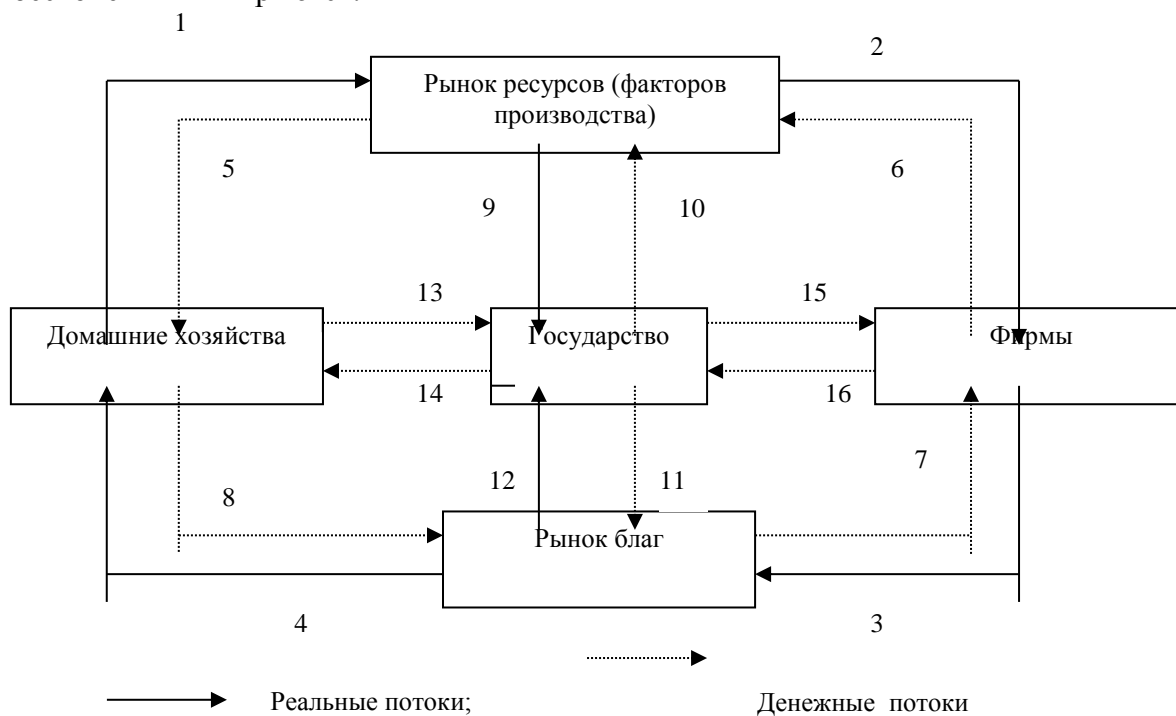 1
2
Рынок ресурсов (факторов
производства)
5
6
9
10
13
15
Домашние хозяйства
Государство
Фирмы
14
16
7
8
12
11
Рынок благ
4
3
Реальные потоки;
Денежные потоки